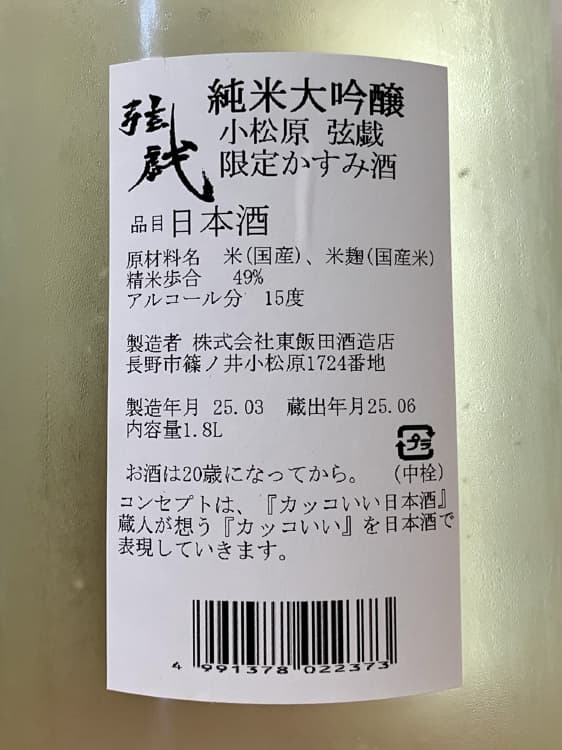 弦戯
純米大吟醸
小松原 弦戯
限定かすみ酒
品目 日本酒
原材料名 米(国産)、米麹(国産米)
精米歩合 49%
アルコール分 15度
製造者 株式会社東飯田酒造店
長野市篠ノ井小松原1724番地
製造年月 25.03 蔵出年月25.06
内容量1.8L
プラ
お酒は20歳になってから。 (中栓)
コンセプトは、『カッコいい日本酒』
蔵人が想う『カッコいい』を日本酒で
表現していきます。
4 991378 022373